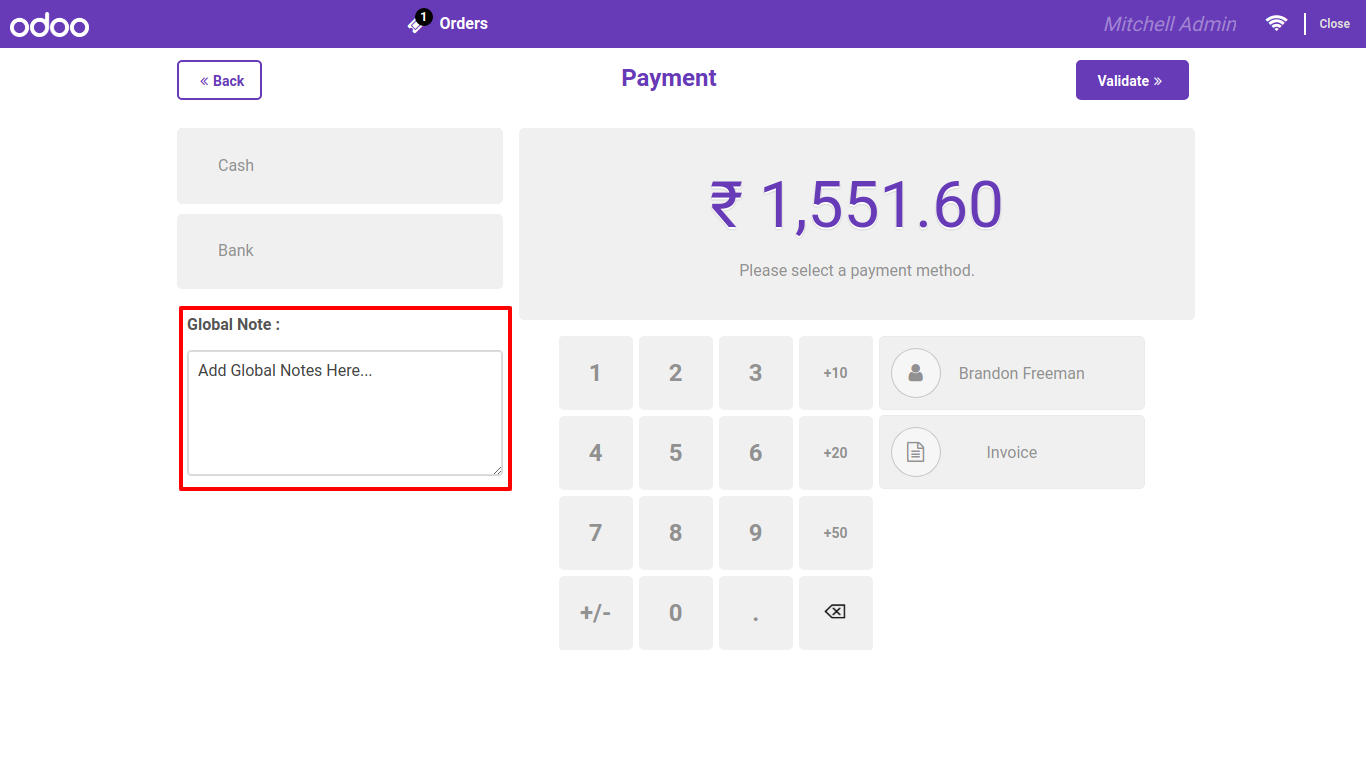 odoo
1
Orders
Mitchell Admin
Close
« Back
Payment
Validate »
Cash
Bank
₹ 1,551.60
Please select a payment method.
Global Note :
Add Global Notes Here...
1 2 3 +10
Brandon Freeman
4 5 6 +20
Invoice
7 8 9 +50
+/- 0 .